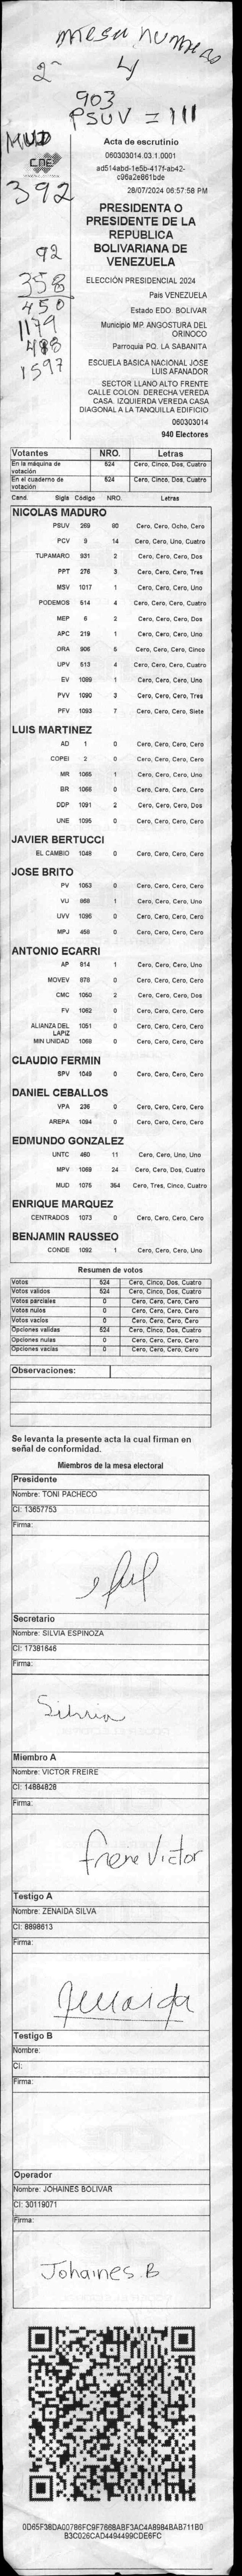 mresa numero
2^ 4
903
PSUV = 111
MUD
CNE
392
92
358
450
1179
488
1597
Acta de escrutinio
060303014.03.1.0001
ad514abd-1e5b-417f-ab42-
c96a2e861bde
28/07/2024 06:57:58 PM
PRESIDENTA O
PRESIDENTE DE LA
REPÚBLICA
BOLIVARIANA DE
VENEZUELA
ELECCIÓN PRESIDENCIAL 2024
País VENEZUELA
Estado EDO. BOLIVAR
Municipio MP. ANGOSTURA DEL
ORINOCO
Parroquia PQ. LA SABANITA
ESCUELA BASICA NACIONAL JOSE
LUIS AFANADOR
SECTOR LLANO ALTO FRENTE
CALLE COLON. DERECHA VEREDA
CASA. IZQUIERDA VEREDA CASA
DIAGONAL A LA TANQUILLA EDIFICIO
060303014
940 Electores
Votantes NRO. Letras
En la máquina de votación 524 Cero, Cinco, Dos, Cuatro
En el cuaderno de votación 524 Cero, Cinco, Dos, Cuatro
Cand. Sigla Código NRO. Letras
NICOLAS MADURO
PSUV 269 80 Cero, Cero, Ocho, Cero
PCV 9 14 Cero, Cero, Uno, Cuatro
TUPAMARO 931 2 Cero, Cero, Cero, Dos
PPT 276 3 Cero, Cero, Cero, Tres
MSV 1017 1 Cero, Cero, Cero, Uno
PODEMOS 514 4 Cero, Cero, Cero, Cuatro
MEP 6 2 Cero, Cero, Cero, Dos
APC 219 1 Cero, Cero, Cero, Uno
ORA 906 5 Cero, Cero, Cero, Cinco
UPV 513 4 Cero, Cero, Cero, Cuatro
EV 1089 1 Cero, Cero, Cero, Uno
PVV 1090 3 Cero, Cero, Cero, Tres
PFV 1093 7 Cero, Cero, Cero, Siete
LUIS MARTINEZ
AD 1 0 Cero, Cero, Cero, Cero
COPEI 2 0 Cero, Cero, Cero, Cero
MR 1065 1 Cero, Cero, Cero, Uno
BR 1066 0 Cero, Cero, Cero, Cero
DDP 1091 2 Cero, Cero, Cero, Dos
UNE 1095 0 Cero, Cero, Cero, Cero
JAVIER BERTUCCI
EL CAMBIO 1048 0 Cero, Cero, Cero, Cero
JOSE BRITO
PV 1053 0 Cero, Cero, Cero, Cero
VU 868 1 Cero, Cero, Cero, Uno
UVV 1096 0 Cero, Cero, Cero, Cero
MPJ 458 0 Cero, Cero, Cero, Cero
ANTONIO ECARRI
AP 814 1 Cero, Cero, Cero, Uno
MOVEV 878 0 Cero, Cero, Cero, Cero
CMC 1050 2 Cero, Cero, Cero, Dos
FV 1062 0 Cero, Cero, Cero, Cero
ALIANZA DEL LAPIZ 1051 0 Cero, Cero, Cero, Cero
MIN UNIDAD 1069 0 Cero, Cero, Cero, Cero
CLAUDIO FERMIN
SPV 1049 0 Cero, Cero, Cero, Cero
DANIEL CEBALLOS
VPA 236 0 Cero, Cero, Cero, Cero
AREPA 1094 0 Cero, Cero, Cero, Cero
EDMUNDO GONZALEZ
UNTC 460 11 Cero, Cero, Uno, Uno
MPV 1059 24 Cero, Cero, Dos, Cuatro
MUD 1076 354 Cero, Tres, Cinco, Cuatro
ENRIQUE MARQUEZ
CENTRADOS 1073 0 Cero, Cero, Cero, Cero
BENJAMIN RAUSSEO
CONDE 1092 1 Cero, Cero, Cero, Uno
Resumen de votos
Votos 524 Cero, Cinco, Dos, Cuatro
Votos validos 524 Cero, Cinco, Dos, Cuatro
Votos parciales 0 Cero, Cero, Cero, Cero
Votos nulos 0 Cero, Cero, Cero, Cero
Votos vacios 0 Cero, Cero, Cero, Cero
Opciones validas 524 Cero, Cinco, Dos, Cuatro
Opciones nulas 0 Cero, Cero, Cero, Cero
Opciones vacias 0 Cero, Cero, Cero, Cero
Observaciones:
Se levanta la presente acta la cual firman en
señal de conformidad.
Miembros de la mesa electoral
Presidente
Nombre: TONI PACHECO
CI: 13657753
Firma:
Secretario
Nombre: SILVIA ESPINOZA
CI: 17381646
Firma:
Silvia
Miembro A
Nombre: VICTOR FREIRE
CI: 14884828
Firma:
freire Victor
Testigo A
Nombre: ZENAIDA SILVA
CI: 8898613
Firma:
Testigo B
Nombre:
CI:
Firma:
Operador
Nombre: JOHAINES BOLIVAR
CI: 30119071
Firma:
Johaines.B
0D65F38DA00786FC9F7668ABF3AC4A8984BAB711B0
B3C026CAD4494499CDE6FC